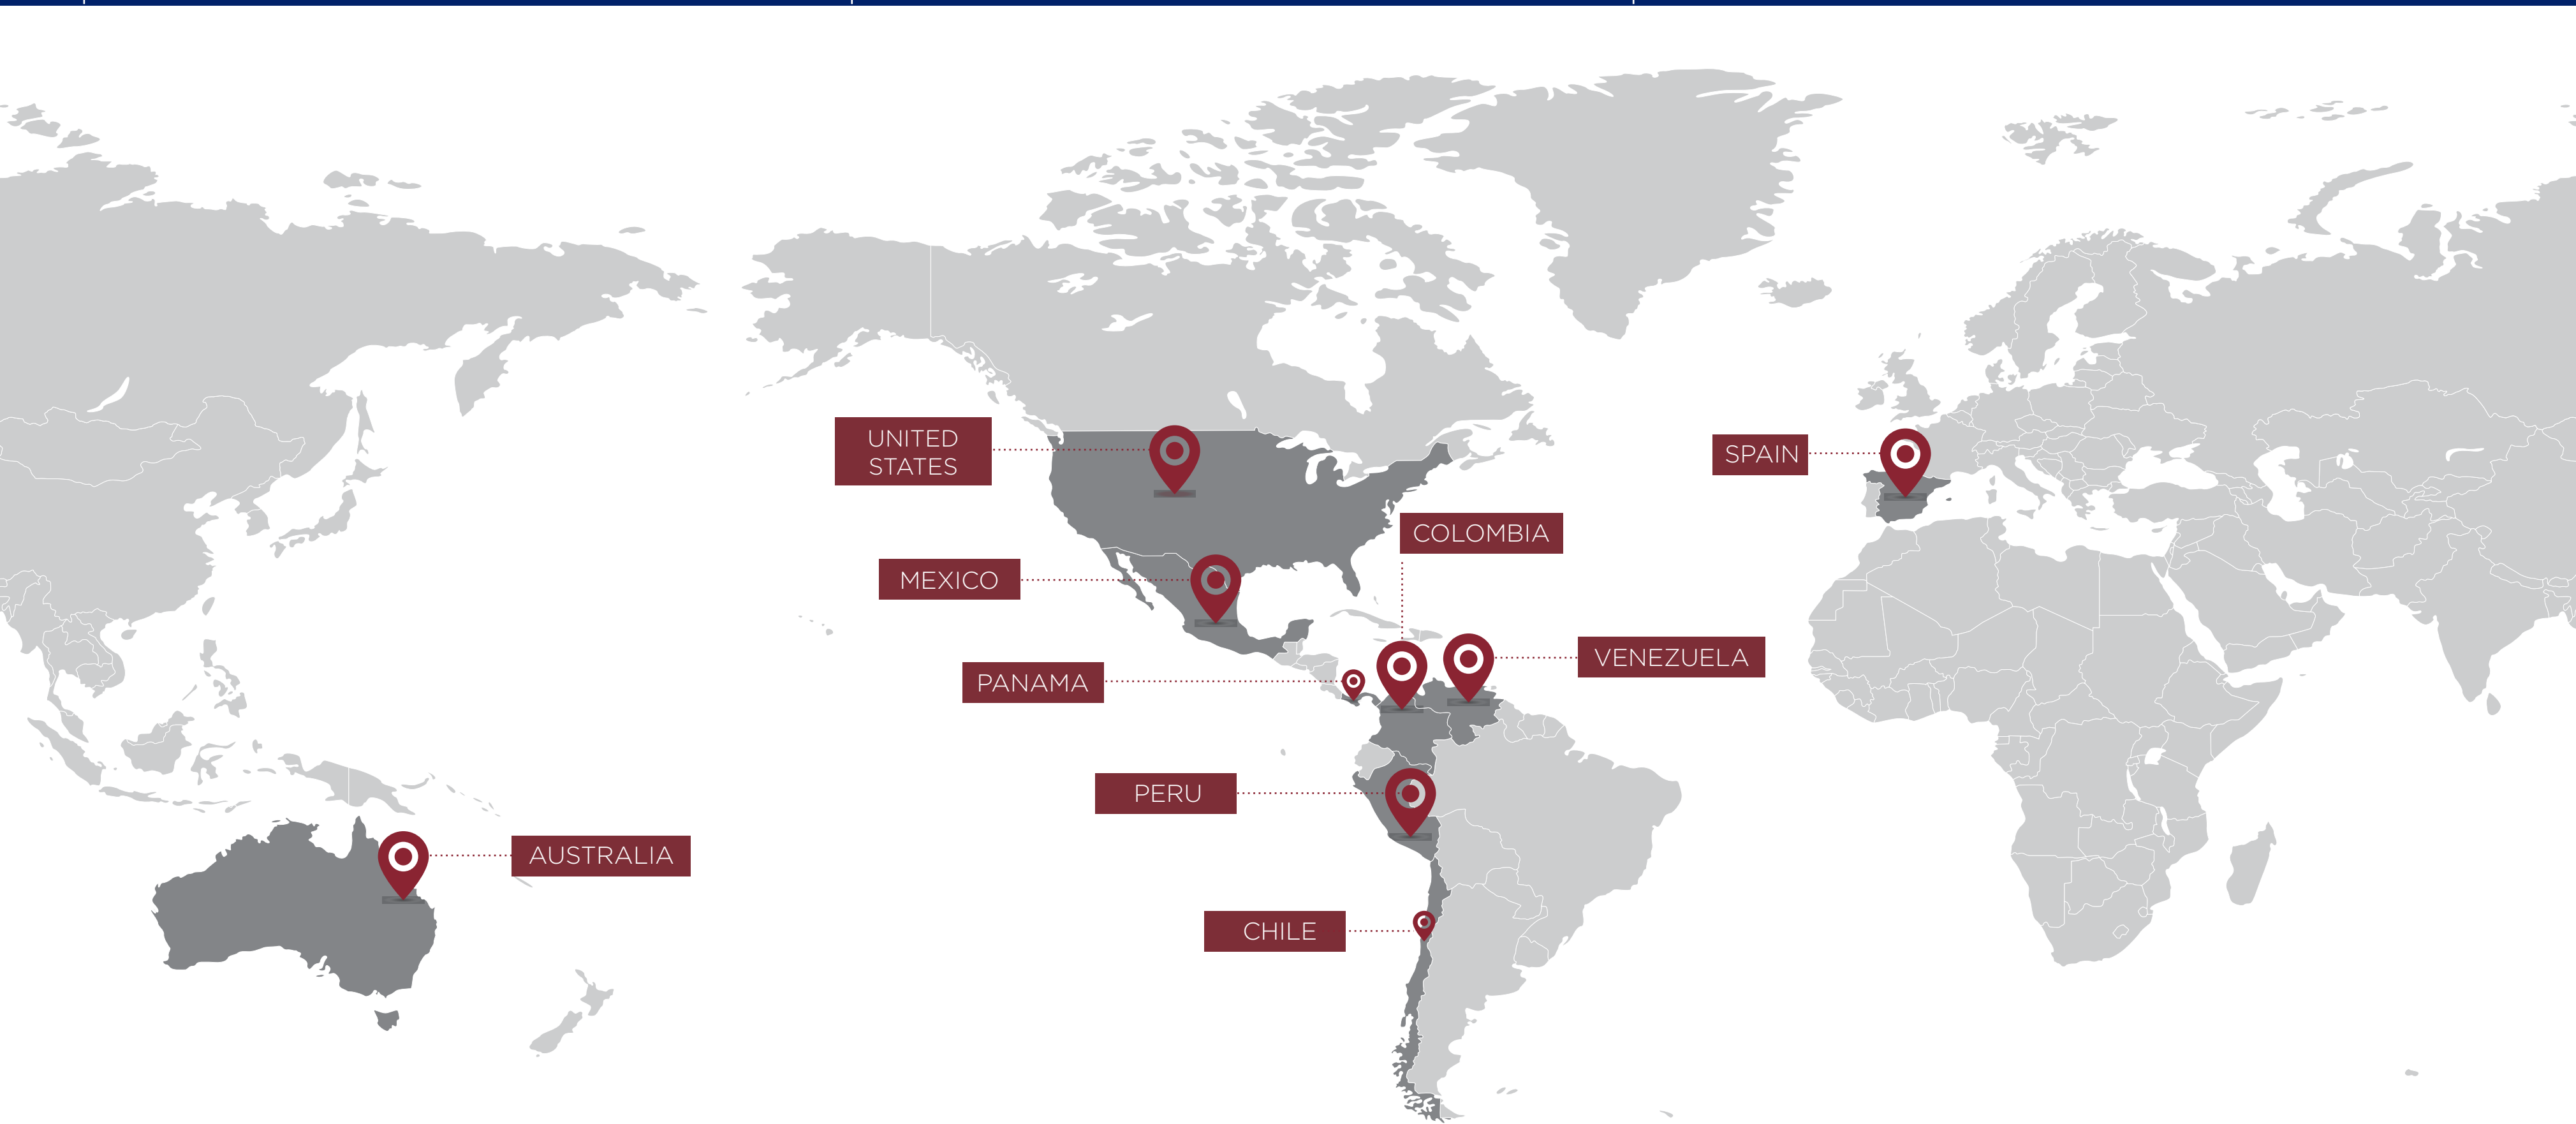 UNITED
STATES
SPAIN
COLOMBIA
MEXICO
VENEZUELA
PANAMA
PERU
AUSTRALIA
CHILE